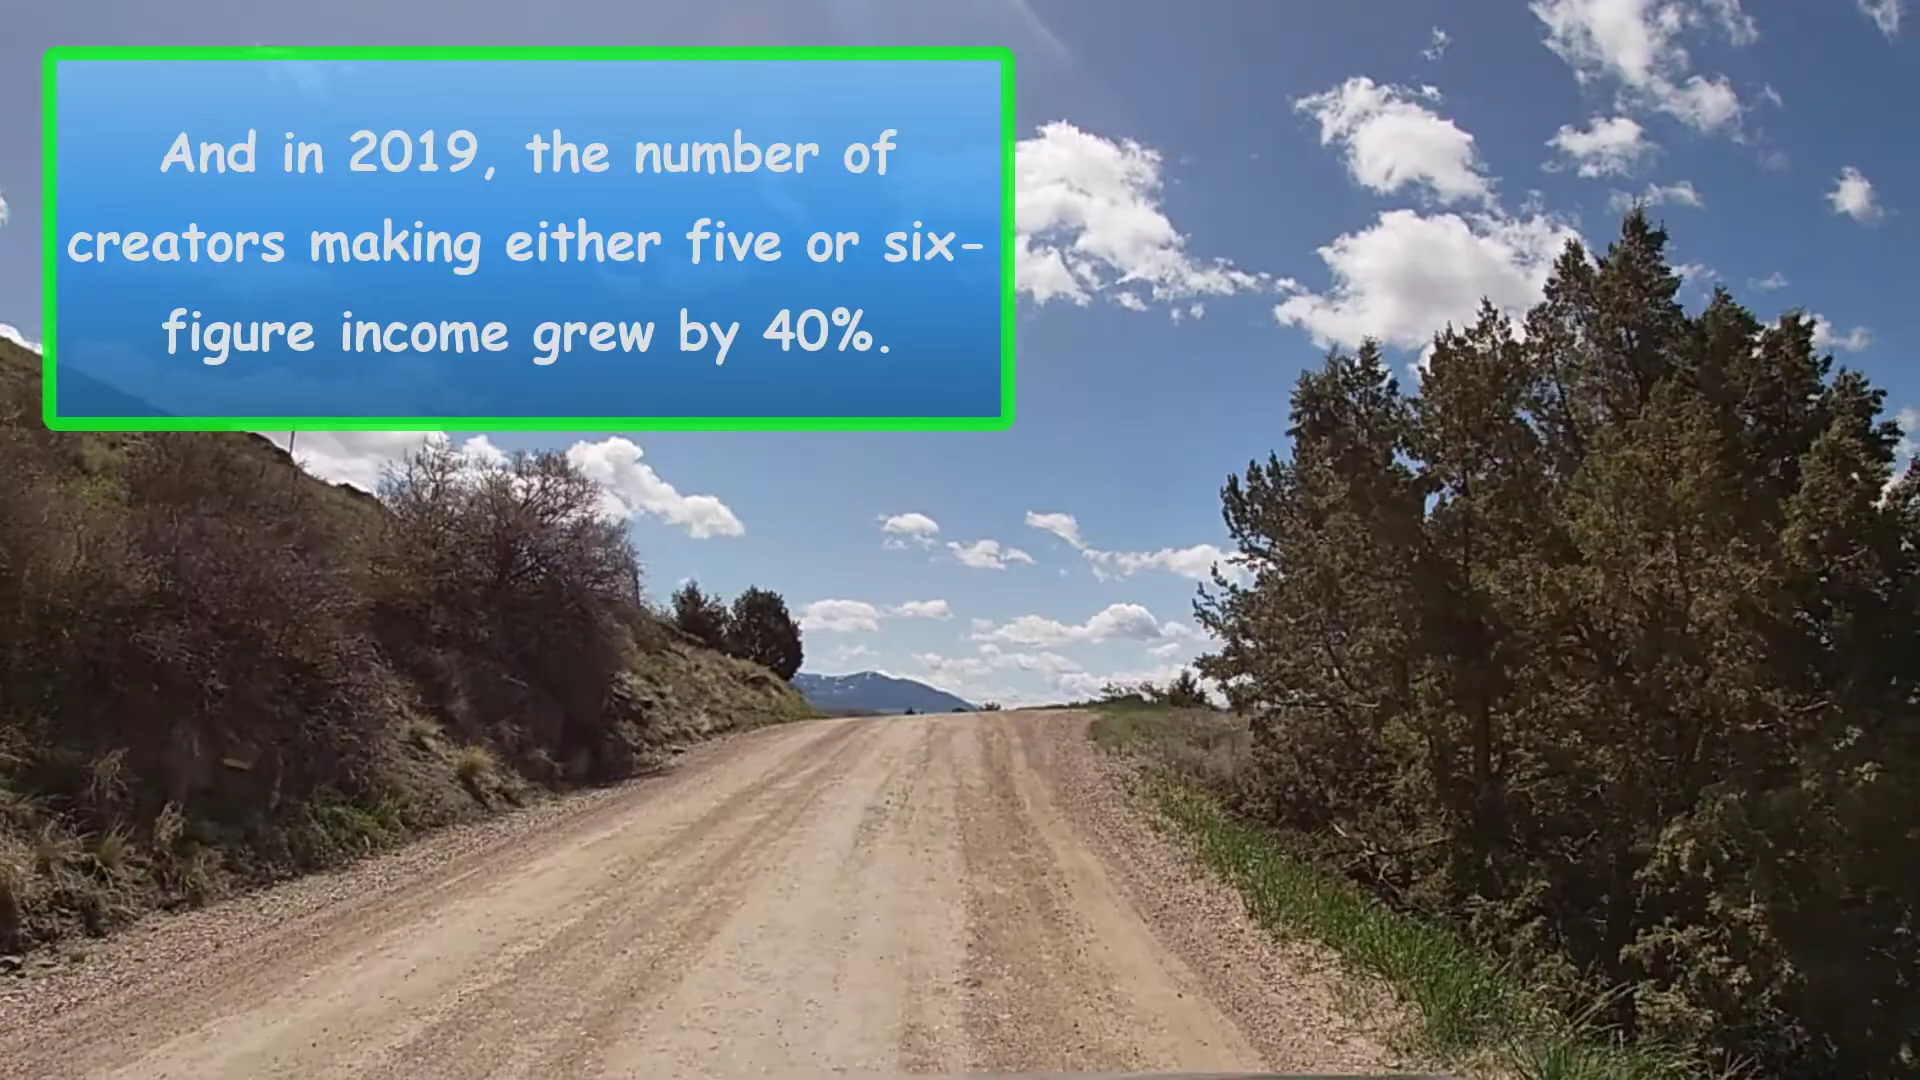 And in 2019, the number of
creators making either five or six-
figure income grew by 40%.